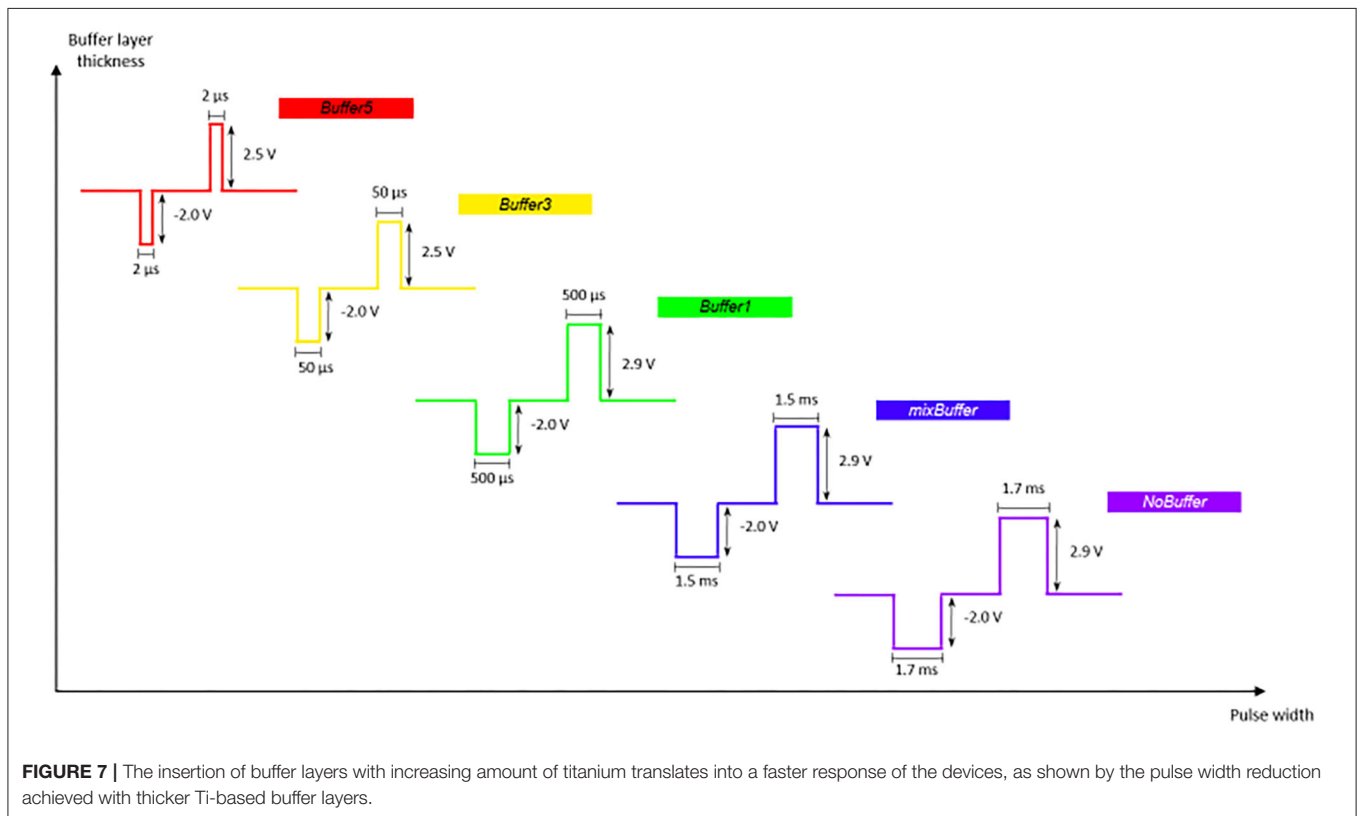 Buffer layer
thickness
2 µs
Buffer5
2.5 V
-2.0 V
2 µs
50 µs
Buffer3
2.5 V
-2.0 V
50 µs
500 µs
Buffer1
2.9 V
-2.0 V
500 µs
1.5 ms
mixBuffer
2.9 V
-2.0 V
1.5 ms
1.7 ms
NoBuffer
2.9 V
-2.0 V
1.7 ms
Pulse width
FIGURE 7 | The insertion of buffer layers with increasing amount of titanium translates into a faster response of the devices, as shown by the pulse width reduction
achieved with thicker Ti-based buffer layers.